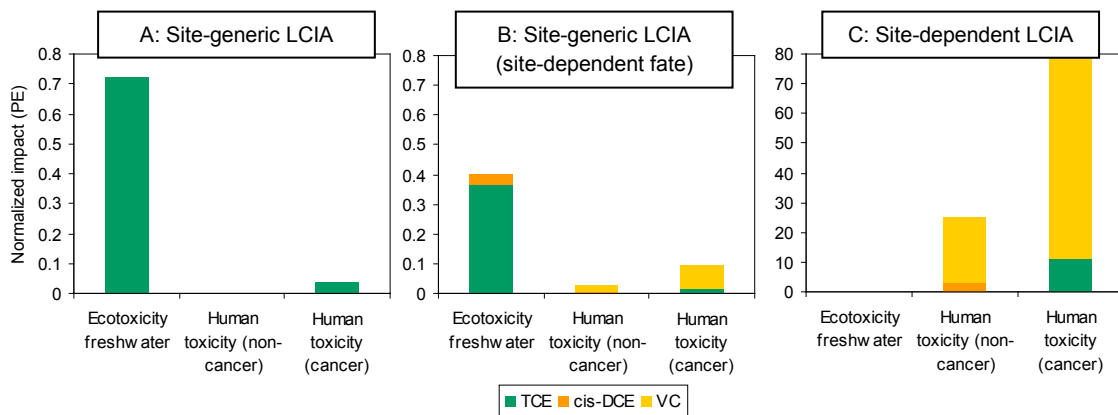 A: Site-generic LCIA
Normalized impact (PE)
0.8
0.7
0.6
0.5
0.4
0.3
0.2
0.1
0
Ecotoxicity
freshwater
Human
toxicity (non-
cancer)
Human
toxicity
(cancer)
B: Site-generic LCIA
(site-dependent fate)
0.8
0.7
0.6
0.5
0.4
0.3
0.2
0.1
0
Ecotoxicity
freshwater
Human
toxicity (non-
cancer)
Human
toxicity
(cancer)
C: Site-dependent LCIA
80
70
60
50
40
30
20
10
0
Ecotoxicity
freshwater
Human
toxicity (non-
cancer)
Human
toxicity
(cancer)
TCE cis-DCE VC